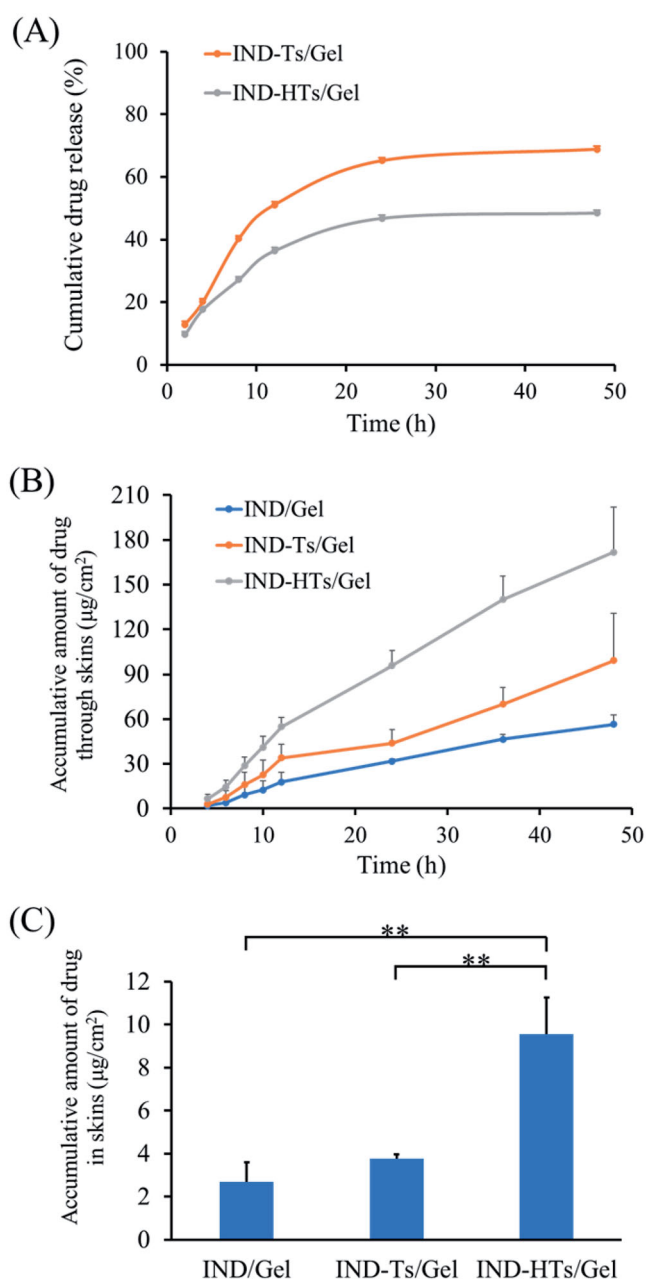 (A)
100
80
60
40
20
0
Cumulative drug release (%)
IND-Ts/Gel
IND-HTs/Gel
0 10 20 30 40 50
Time (h)
(B)
210
180
150
120
90
60
30
0
Accumulative amount of drug
through skins (μg/cm²)
IND/Gel
IND-Ts/Gel
IND-HTs/Gel
0 10 20 30 40 50
Time (h)
(C)
**
**
12
10
8
6
4
2
0
Accumulative amount of drug
in skins (μg/cm²)
IND/Gel IND-Ts/Gel IND-HTs/Gel